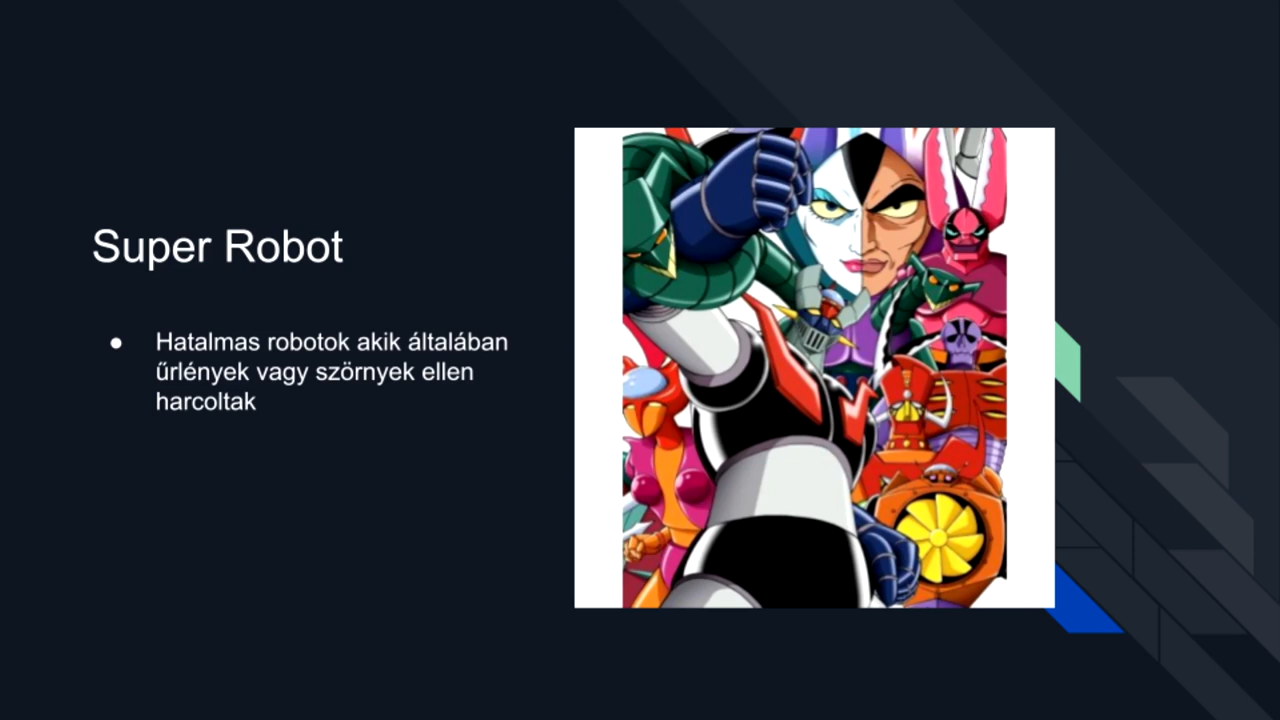 Super Robot
● Hatalmas robotok akik általában
űrlények vagy szörnyek ellen
harcoltak